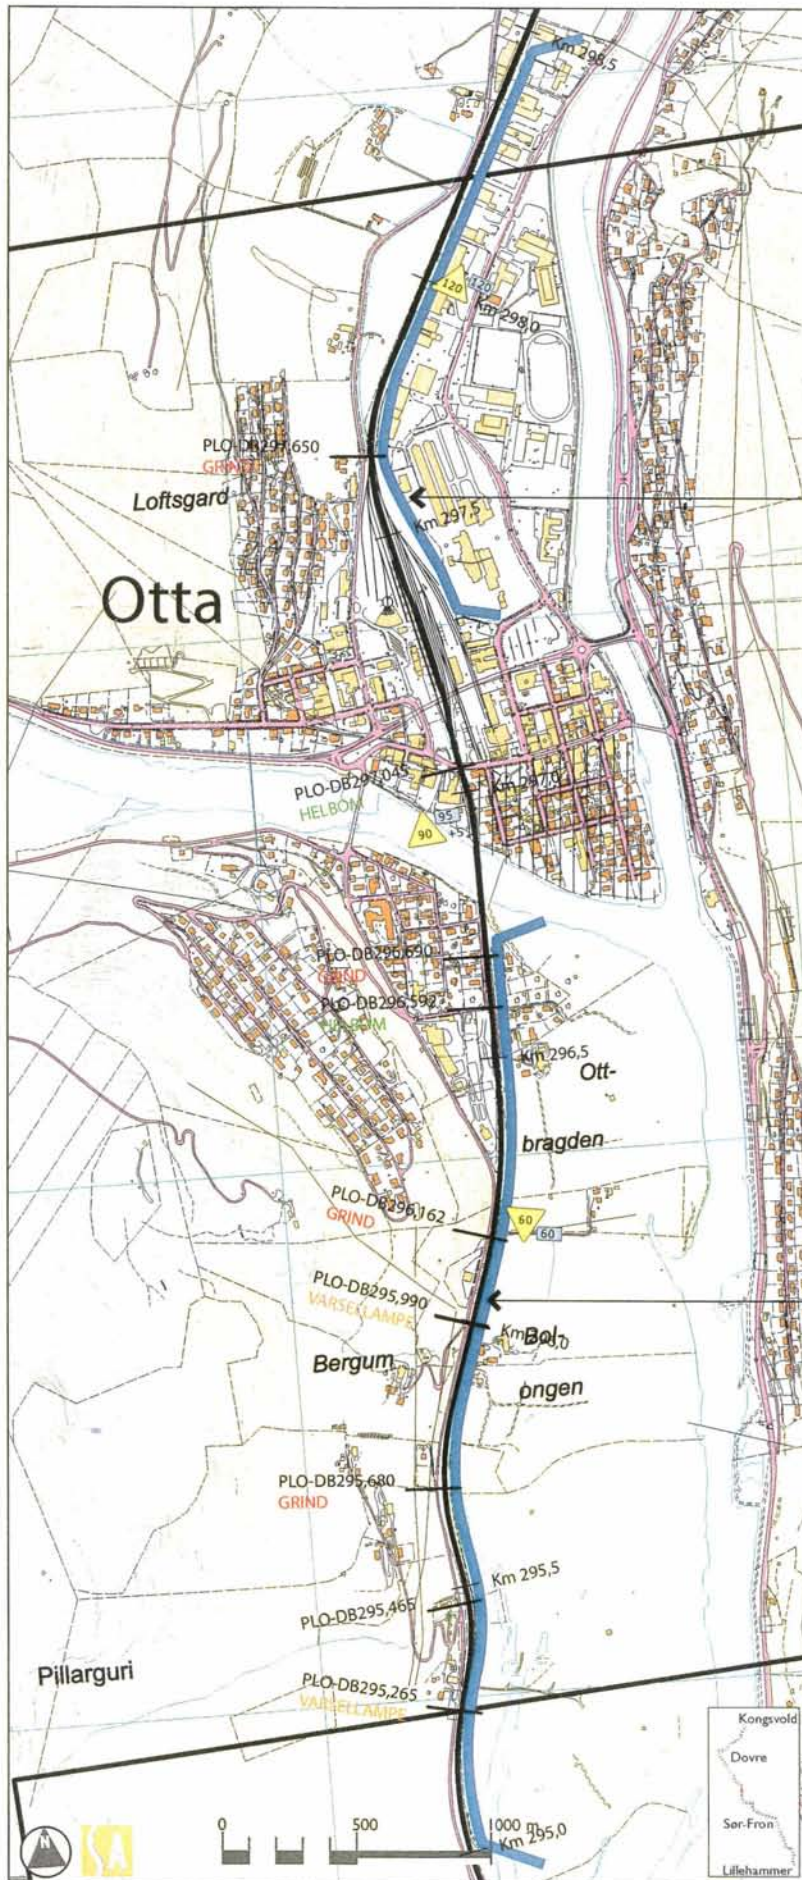 Km 298,5
120
120
Km 298,0
PLO-DB297,650
GRIND
Loftsgard
Km 297,5
Otta
PLO-DB297,045
HELBOM
Km 297,0
95
90
+5
PLO-DB296,690
GRIND
PLO-DB296,592
HELBOM
Km 296,5
Ott-
bragden
PLO-DB296,162
GRIND
60
60
PLO-DB295,990
VARSELLAMPE
Bol-
Bergum
ongen
PLO-DB295,680
GRIND
Km 295,5
PLO-DB295,465
Pillarguri
PLO-DB295,265
VARSELLAMPE
Kongsvold
Dovre
Sør-Fron
Lillehammer
N
SA
0
500
1000 m
Km 295,0